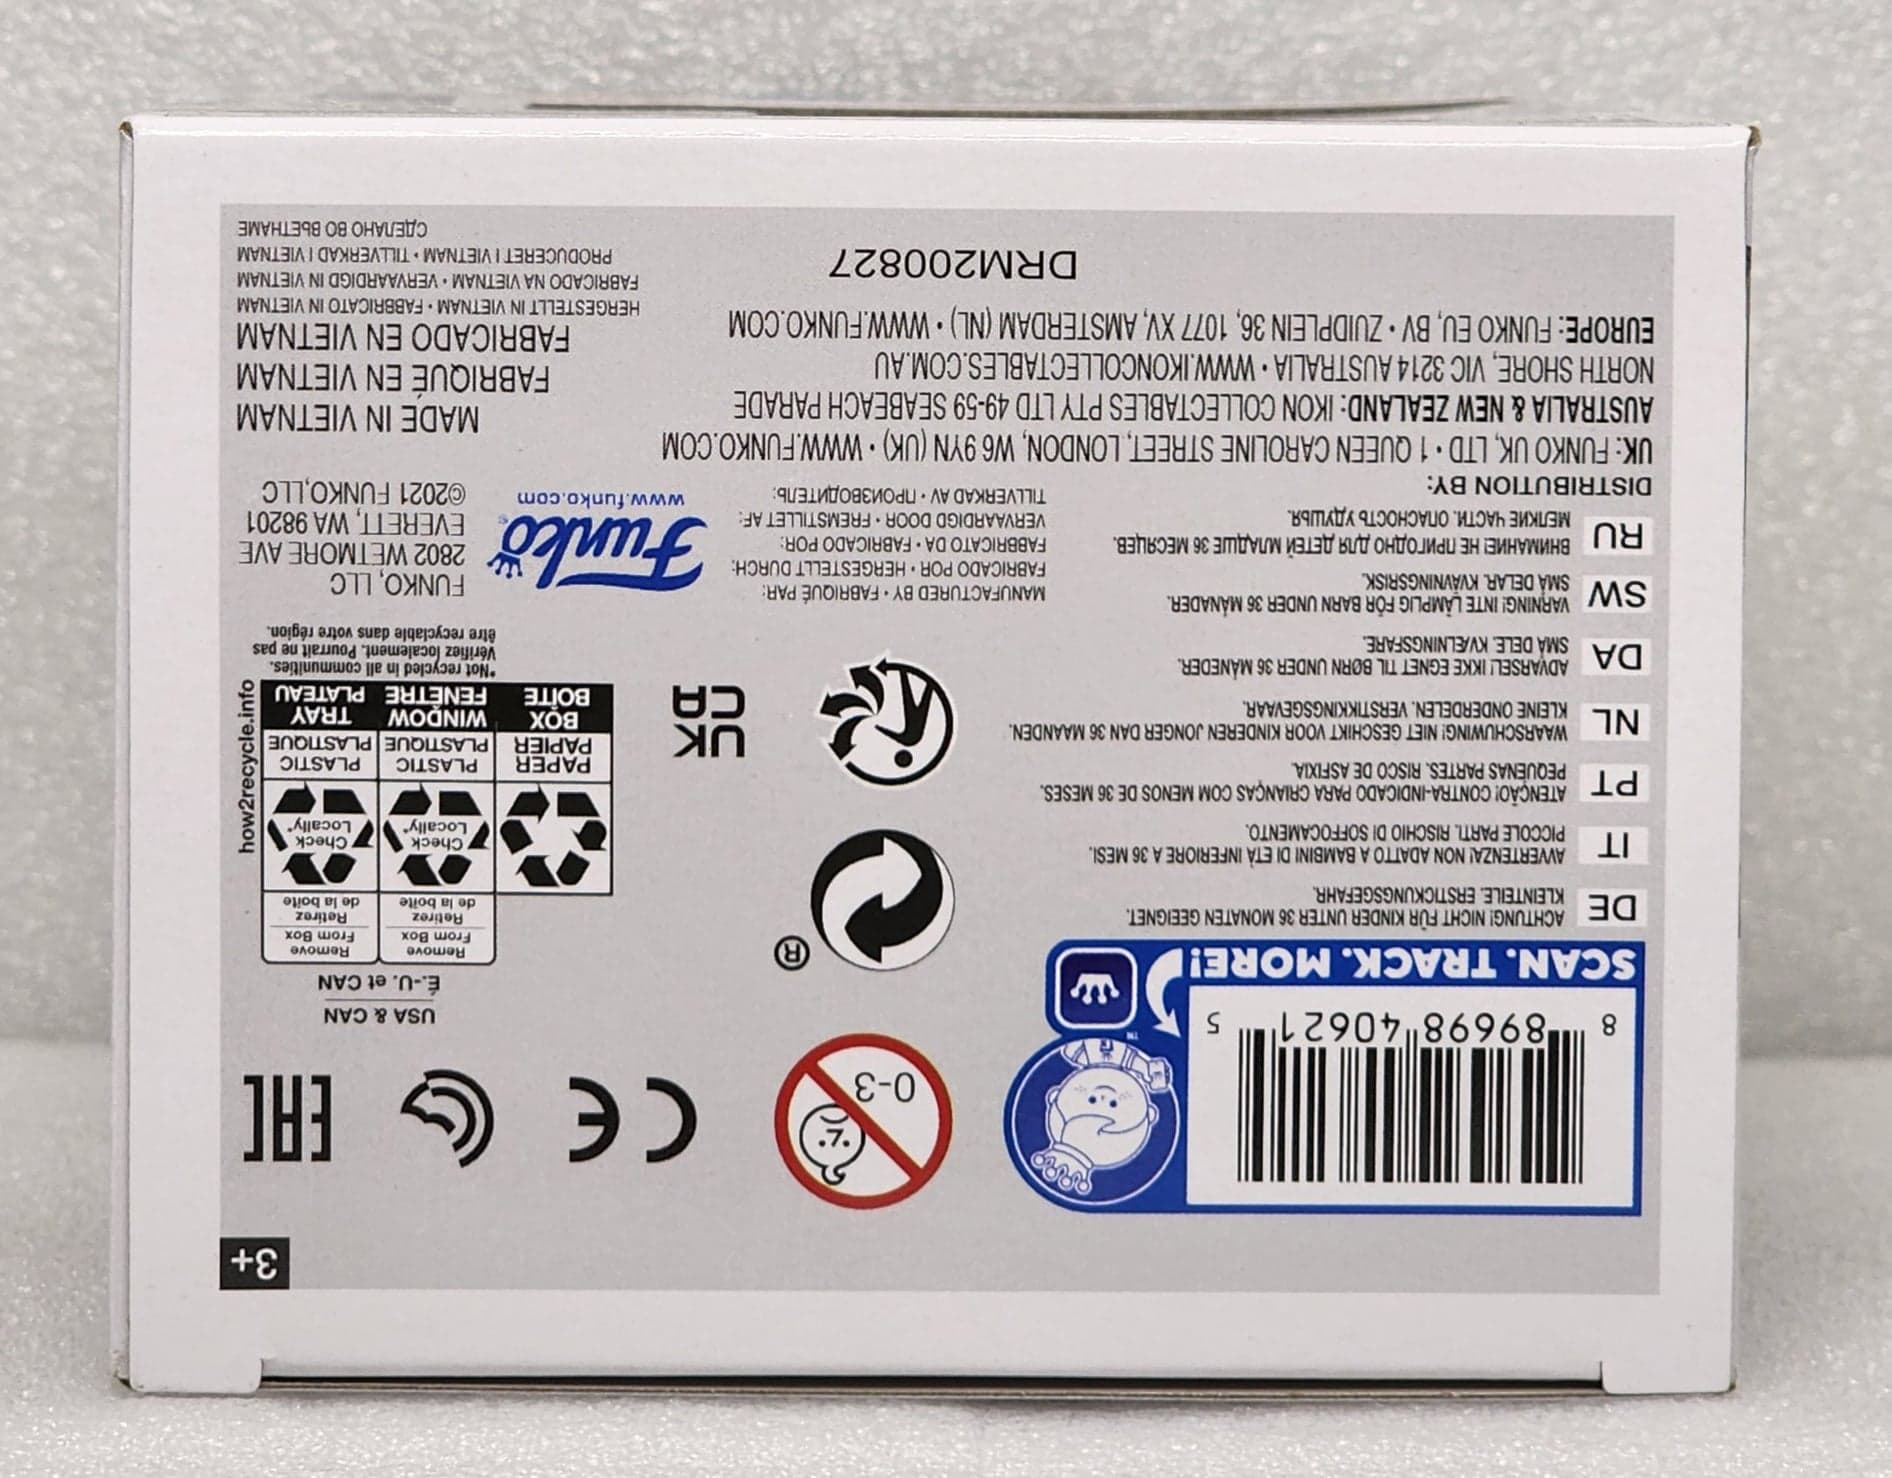 3+
8 89698 40621 5
SCAN. TRACK. MORE!
TM
0-3
CE
EAC
DE
ACHTUNG! NICHT FÜR KINDER UNTER 36 MONATEN GEEIGNET.
KLEINTEILE. ERSTICKUNGSGEFAHR.
IT
AVVERTENZA! NON ADATTO A BAMBINI DI ETÀ INFERIORE A 36 MESI.
PICCOLE PARTI. RISCHIO DI SOFFOCAMENTO.
PT
ATENÇÃO! CONTRA-INDICADO PARA CRIANÇAS COM MENOS DE 36 MESES.
PEQUENAS PARTES. RISCO DE ASFIXIA.
NL
WAARSCHUWING! NIET GESCHIKT VOOR KINDEREN JONGER DAN 36 MAANDEN.
KLEINE ONDERDELEN. VERSTIKKINGSGEVAAR.
DA
ADVARSEL! IKKE EGNET TIL BØRN UNDER 36 MÅNEDER.
SMÅ DELE. KVÆLNINGSFARE.
SW
VARNING! INTE LÄMPLIG FÖR BARN UNDER 36 MÅNADER.
SMÅ DELAR. KVÄVNINGSRISK.
RU
ВНИМАНИЕ! НЕ ПРИГОДНО ДЛЯ ДЕТЕЙ МЛАДШЕ 36 МЕСЯЦЕВ.
МЕЛКИЕ ЧАСТИ. ОПАСНОСТЬ УДУШЬЯ.
®
UK
CA
USA & CAN
É.-U. et CAN
Remove
From Box
Retirez
de la boîte
Remove
From Box
Retirez
de la boîte
Check
Locally*
Check
Locally*
PAPER
PAPIER
PLASTIC
PLASTIQUE
PLASTIC
PLASTIQUE
BOX
BOÎTE
WINDOW
FENÊTRE
TRAY
PLATEAU
how2recycle.info
*Not recycled in all communities.
Vérifiez localement. Pourrait ne pas
être recyclable dans votre région.
MANUFACTURED BY • FABRIQUÉ PAR:
FABRICADO POR • HERGESTELLT DURCH:
FABBRICATO DA • FABRICADO POR:
VERVAARDIGD DOOR • FREMSTILLET AF:
TILLVERKAD AV • ПРОИЗВОДИТЕЛЬ:
Funko®
www.funko.com
FUNKO, LLC
2802 WETMORE AVE
EVERETT, WA 98201
©2021 FUNKO,LLC
DISTRIBUTION BY:
UK: FUNKO UK, LTD • 1 QUEEN CAROLINE STREET, LONDON, W6 9YN (UK) • WWW.FUNKO.COM
AUSTRALIA & NEW ZEALAND: IKON COLLECTABLES PTY LTD 49-59 SEABEACH PARADE
NORTH SHORE, VIC 3214 AUSTRALIA • WWW.IKONCOLLECTABLES.COM.AU
EUROPE: FUNKO EU, BV • ZUIDPLEIN 36, 1077 XV, AMSTERDAM (NL) • WWW.FUNKO.COM
DRM200827
MADE IN VIETNAM
FABRIQUÉ EN VIETNAM
FABRICADO EN VIETNAM
HERGESTELLT IN VIETNAM • FABBRICATO IN VIETNAM
FABRICADO NA VIETNAM • VERVAARDIGD IN VIETNAM
PRODUCERET I VIETNAM • TILLVERKAD I VIETNAM
СДЕЛАНО ВО ВЬЕТНАМЕ